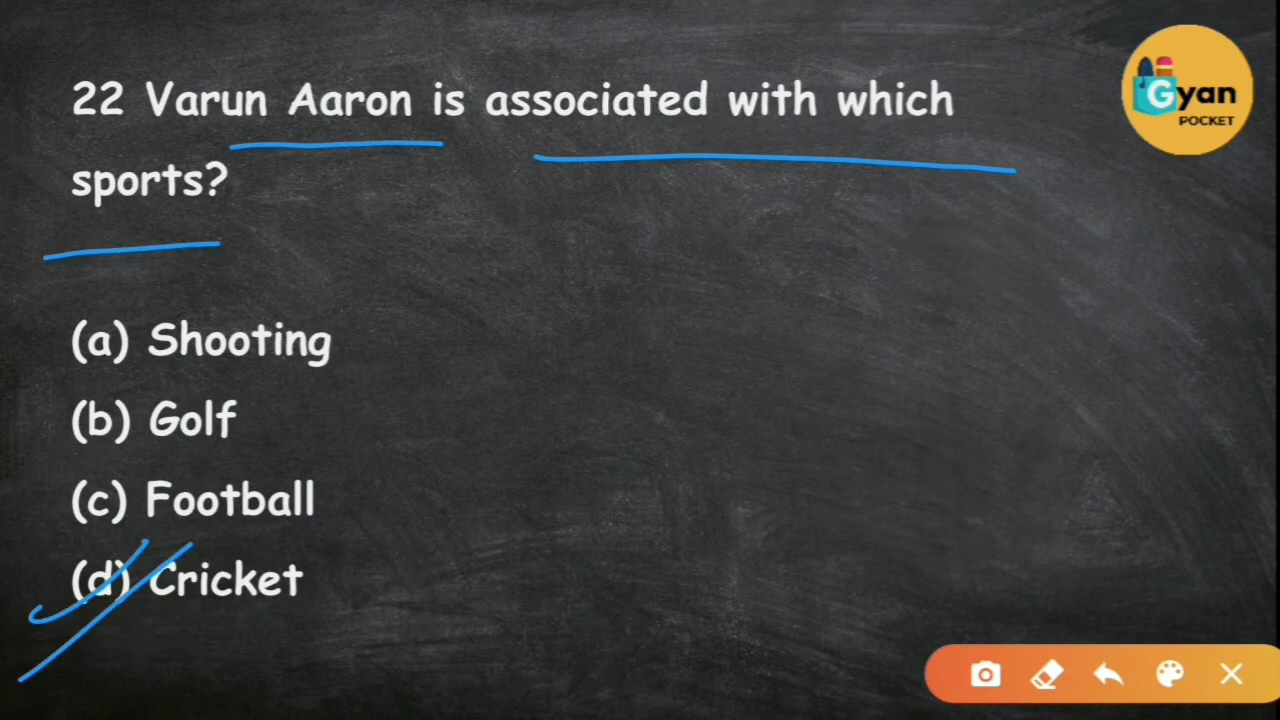 22 Varun Aaron is associated with which
sports?
(a) Shooting
(b) Golf
(c) Football
(d) Cricket
Gyan
POCKET